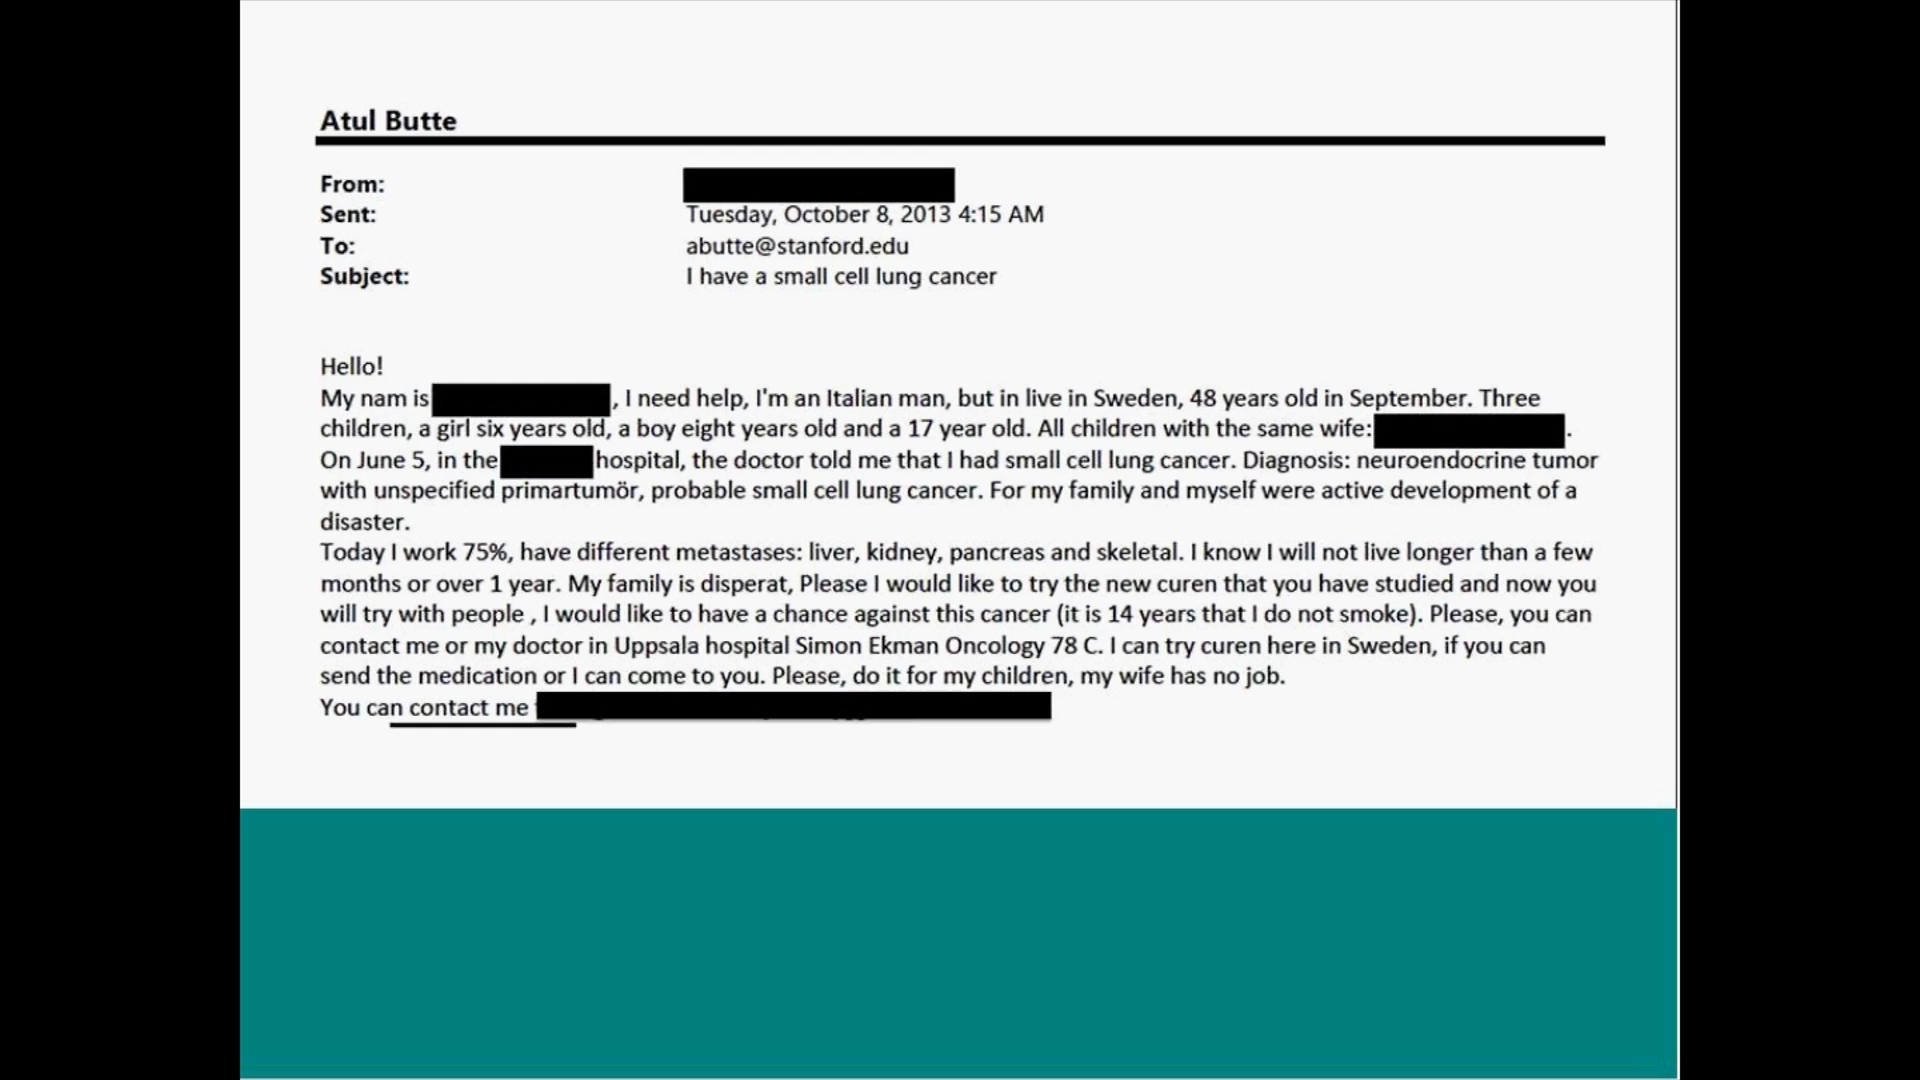 Atul Butte
From:
Sent: Tuesday, October 8, 2013 4:15 AM
To: abutte@stanford.edu
Subject: I have a small cell lung cancer
Hello!
My nam is , I need help, I'm an Italian man, but in live in Sweden, 48 years old in September. Three
children, a girl six years old, a boy eight years old and a 17 year old. All children with the same wife: .
On June 5, in the hospital, the doctor told me that I had small cell lung cancer. Diagnosis: neuroendocrine tumor
with unspecified primartumör, probable small cell lung cancer. For my family and myself were active development of a
disaster.
Today I work 75%, have different metastases: liver, kidney, pancreas and skeletal. I know I will not live longer than a few
months or over 1 year. My family is disperat, Please I would like to try the new curen that you have studied and now you
will try with people , I would like to have a chance against this cancer (it is 14 years that I do not smoke). Please, you can
contact me or my doctor in Uppsala hospital Simon Ekman Oncology 78 C. I can try curen here in Sweden, if you can
send the medication or I can come to you. Please, do it for my children, my wife has no job.
You can contact me